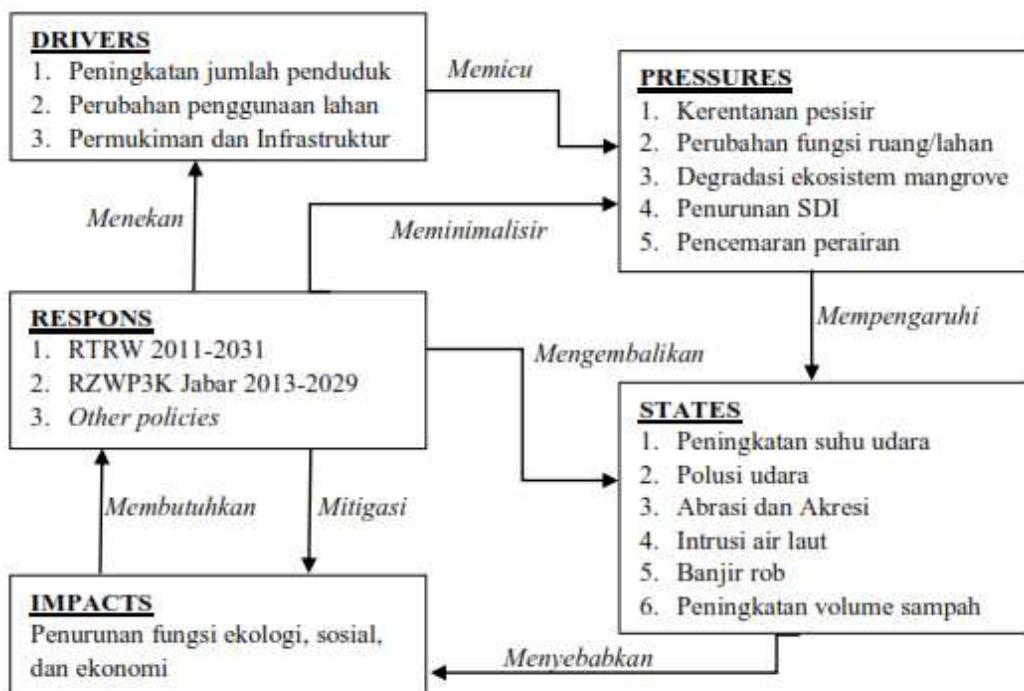 DRIVERS
1. Peningkatan jumlah penduduk
2. Perubahan penggunaan lahan
3. Permukiman dan Infrastruktur
Memicu
PRESSURES
1. Kerentanan pesisir
2. Perubahan fungsi ruang/lahan
3. Degradasi ekosistem mangrove
4. Penurunan SDI
5. Pencemaran perairan
Menekan
Meminimalisir
RESPONS
1. RTRW 2011-2031
2. RZWP3K Jabar 2013-2029
3. Other policies
Mempengaruhi
Mengembalikan
STATES
1. Peningkatan suhu udara
2. Polusi udara
3. Abrasi dan Akresi
4. Intrusi air laut
5. Banjir rob
6. Peningkatan volume sampah
Membutuhkan
Mitigasi
IMPACTS
Penurunan fungsi ekologi, sosial,
dan ekonomi
Menyebabkan